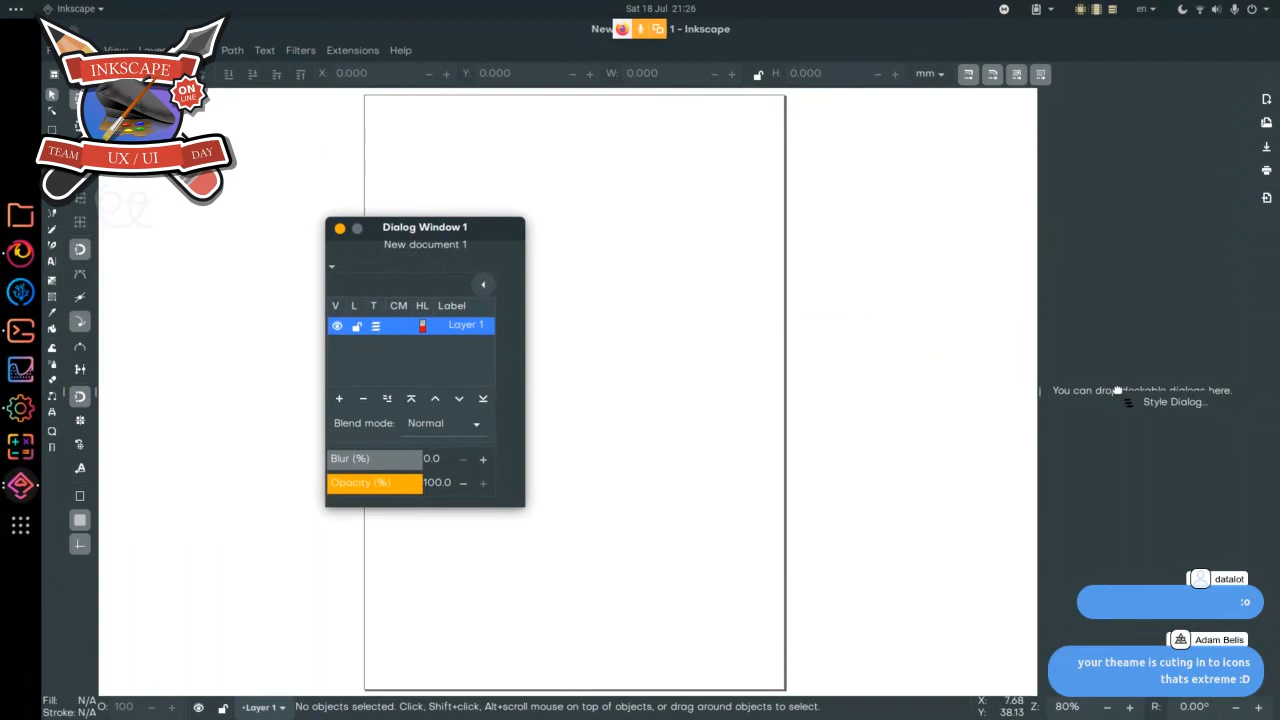 Inkscape
Sat 18 Jul 21:26
en
New
1 - Inkscape
Path
Text
Filters
Extensions
Help
X: 0.000
Y: 0.000
W: 0.000
H: 0.000
mm
INKSCAPE
ON
LINE
TEAM
UX / UI
DAY
Dialog Window 1
New document 1
V L T CM HL Label
Layer 1
Blend mode: Normal
Blur (%) 0.0
Opacity (%) 100.0
You can drop dockable dialogs here.
Style Dialog...
datalot
:o
Adam Belis
your theame is cuting in to icons
thats extreme :D
Fill: N/A
Stroke: N/A
O: 100
-Layer 1
No objects selected. Click, Shift+click, Alt+scroll mouse on top of objects, or drag around objects to select.
X: 7.68
Y: 38.13
Z: 80%
R: 0.00°